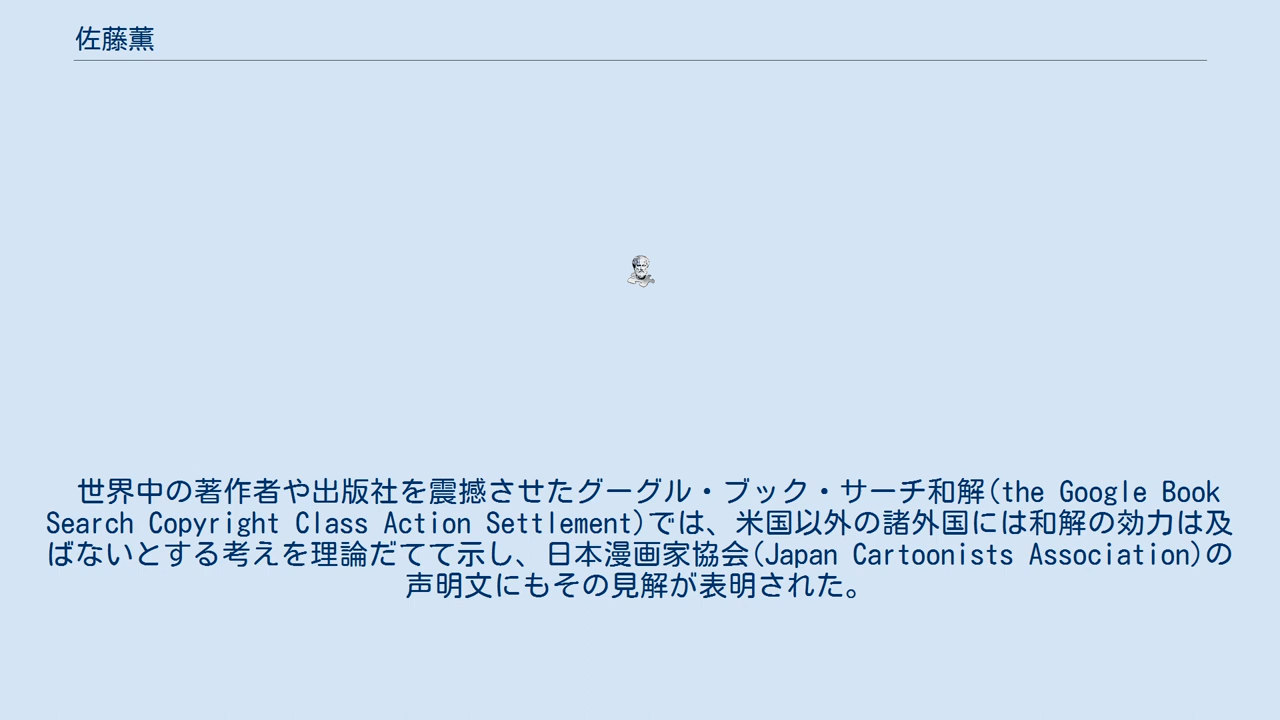 佐藤薫
世界中の著作者や出版社を震撼させたグーグル・ブック・サーチ和解(the Google Book
Search Copyright Class Action Settlement)では、米国以外の諸外国には和解の効力は及
ばないとする考えを理論だてて示し、日本漫画家協会(Japan Cartoonists Association)の
声明文にもその見解が表明された。